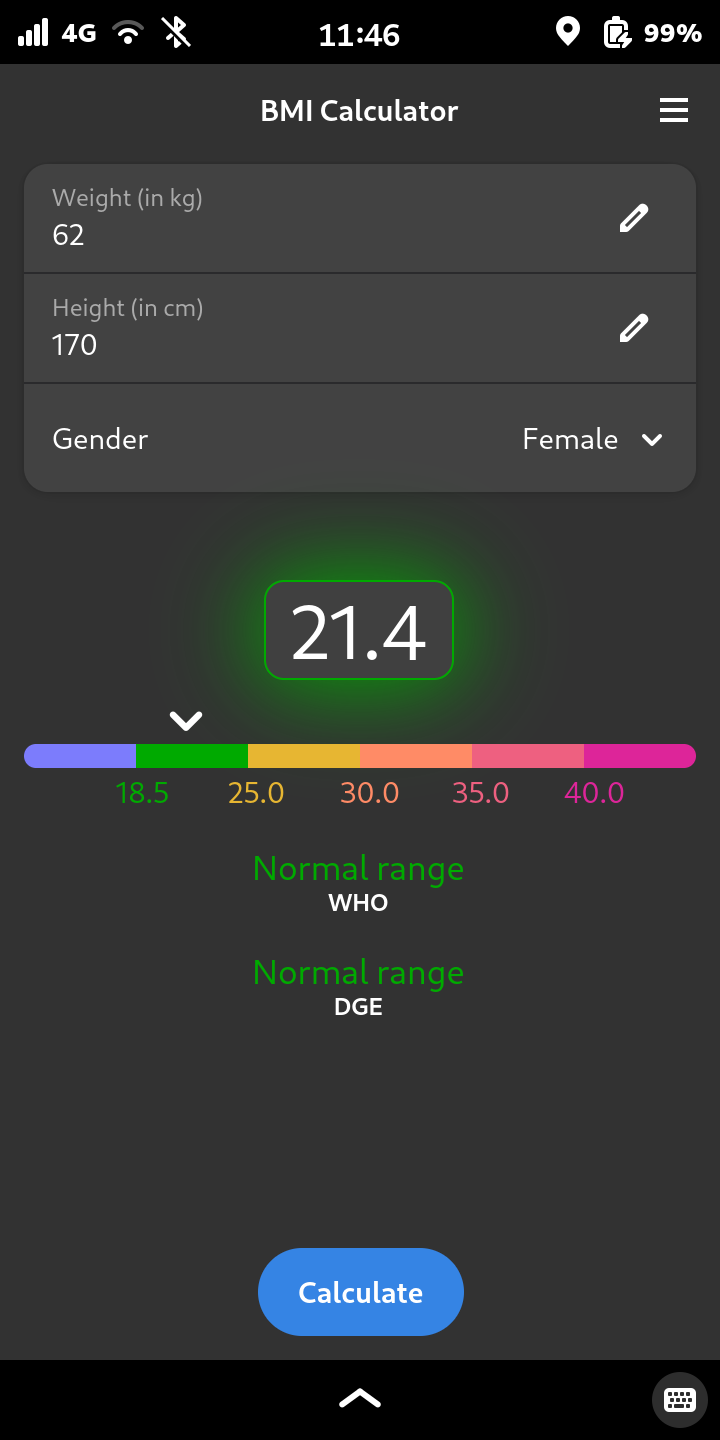 4G 11:46 99%
BMI Calculator
Weight (in kg)
62
Height (in cm)
170
Gender Female
21.4
18.5 25.0 30.0 35.0 40.0
Normal range
WHO
Normal range
DGE
Calculate